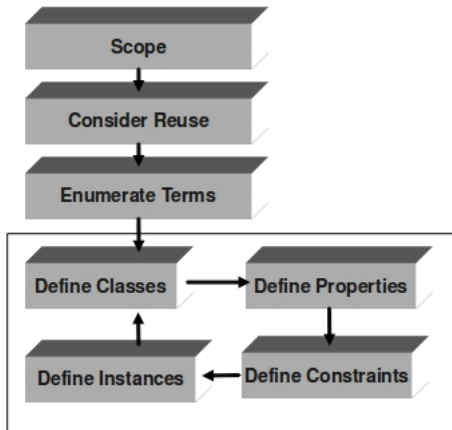 Scope
Consider Reuse
Enumerate Terms
Define Classes
Define Properties
Define Instances
Define Constraints